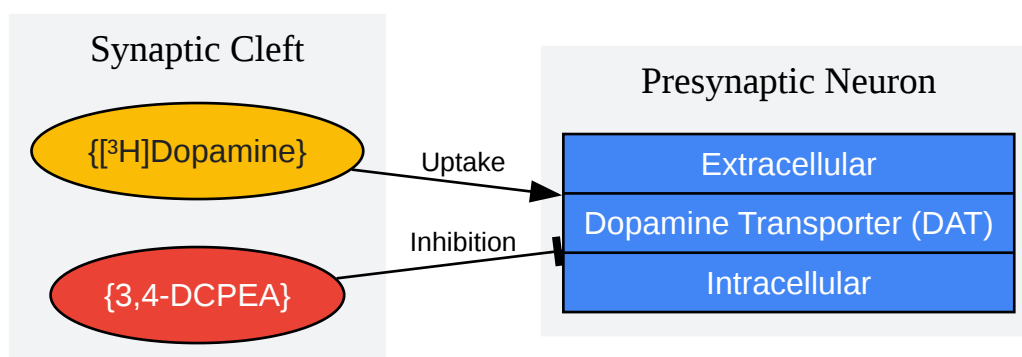 Synaptic Cleft
{[³H]Dopamine}
{3,4-DCPEA}
Uptake
Inhibition
Presynaptic Neuron
Extracellular
Dopamine Transporter (DAT)
Intracellular